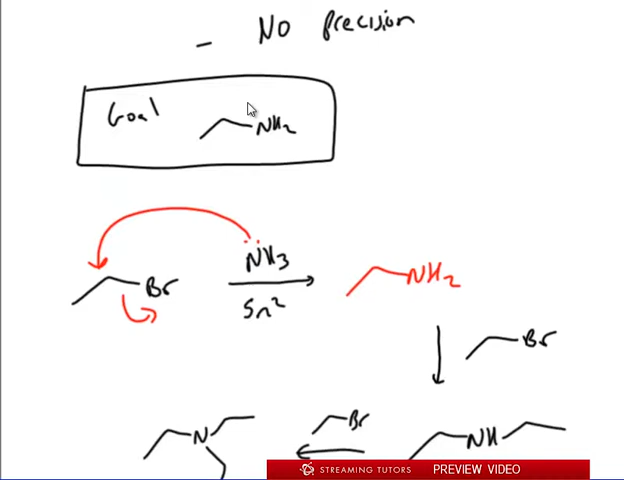 - No Precision
Goal
NH2
NH3
Br
Sn2
NH2
Br
Br
N
NH
STREAMING TUTORS PREVIEW VIDEO